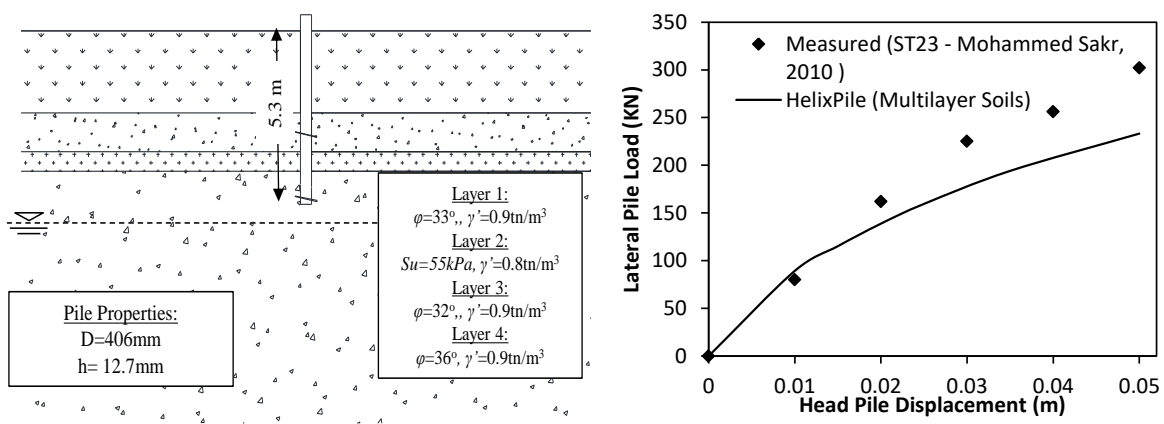 5.3 m
Layer 1:
φ=33°,, γ’=0.9tn/m³
Layer 2:
Su=55kPa, γ’=0.8tn/m³
Layer 3:
φ=32°,, γ’=0.9tn/m³
Layer 4:
φ=36°, γ’=0.9tn/m³
Pile Properties:
D=406mm
h= 12.7mm
Lateral Pile Load (KN)
350
300
250
200
150
100
50
0
Measured (ST23 - Mohammed Sakr,
2010 )
HelixPile (Multilayer Soils)
0 0.01 0.02 0.03 0.04 0.05
Head Pile Displacement (m)